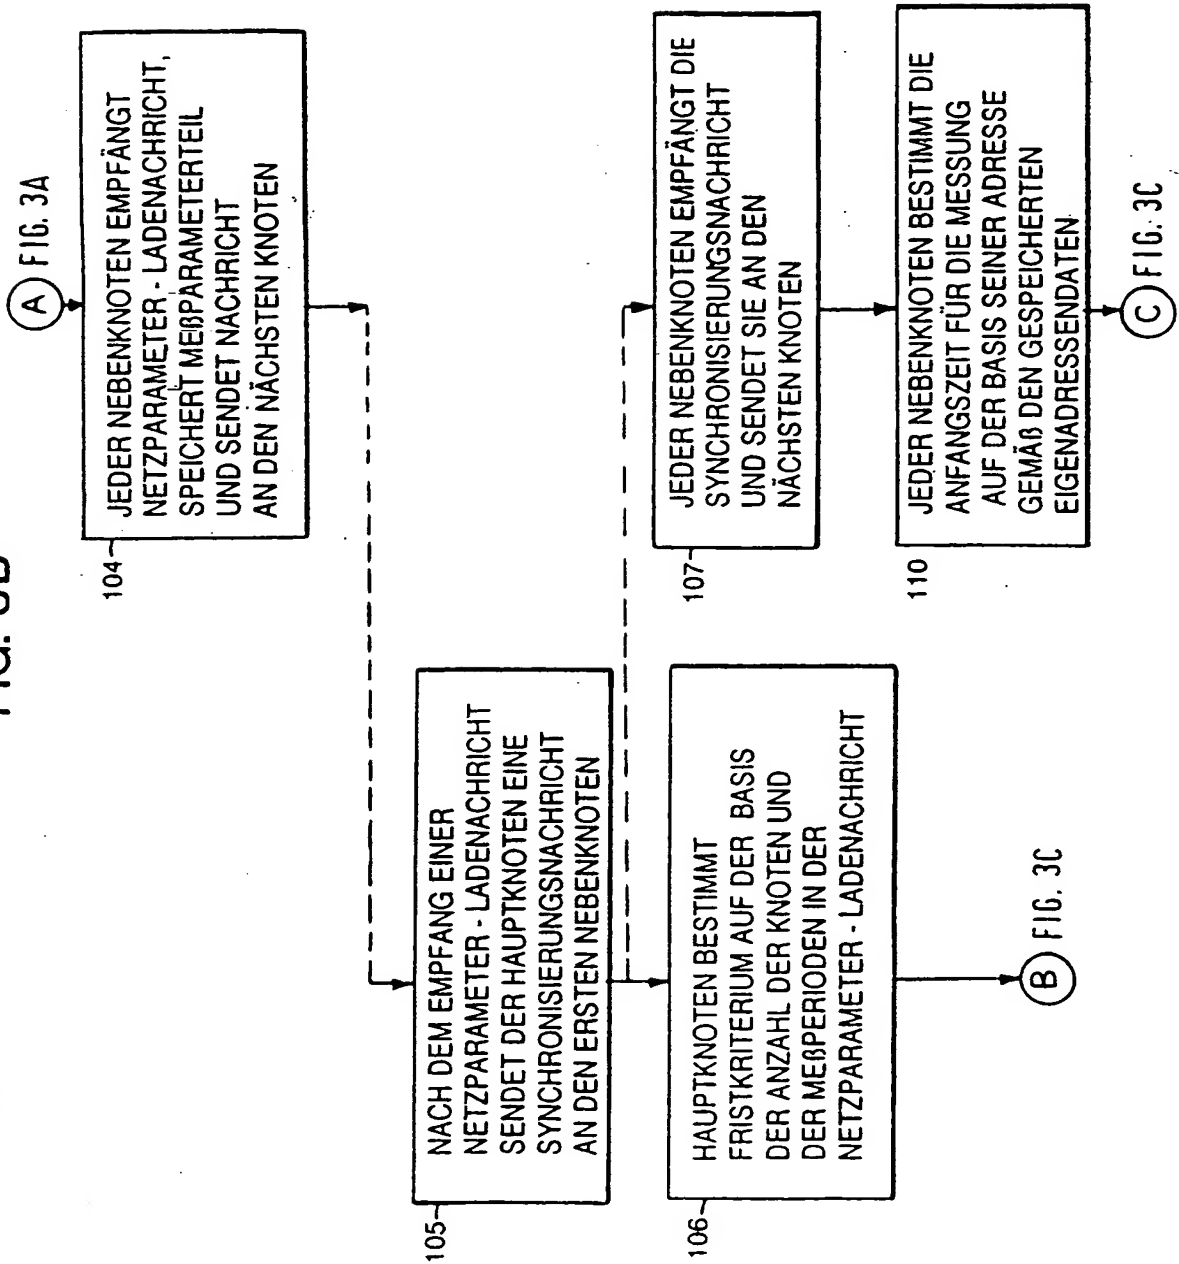 FIG. 3B
A FIG. 3A
104
JEDER NEBENKNOTEN EMPFÄNGT
NETZPARAMETER - LADENACHRICHT,
SPEICHERT MEßPARAMETERTEIL
UND SENDET NACHRICHT
AN DEN NÄCHSTEN KNOTEN
105
NACH DEM EMPFANG EINER
NETZPARAMETER - LADENACHRICHT
SENDET DER HAUPTKNOTEN EINE
SYNCHRONISIERUNGSNACHRICHT
AN DEN ERSTEN NEBENKNOTEN
106
HAUPTKNOTEN BESTIMMT
FRISTKRITERIUM AUF DER BASIS
DER ANZAHL DER KNOTEN UND
DER MEßPERIODEN IN DER
NETZPARAMETER - LADENACHRICHT
B FIG. 3C
107
JEDER NEBENKNOTEN EMPFÄNGT DIE
SYNCHRONISIERUNGSNACHRICHT
UND SENDET SIE AN DEN
NÄCHSTEN KNOTEN
110
JEDER NEBENKNOTEN BESTIMMT DIE
ANFANGSZEIT FÜR DIE MESSUNG
AUF DER BASIS SEINER ADRESSE
GEMÄß DEN GESPEICHERTEN
EIGENADRESSENDATEN
C FIG. 3C